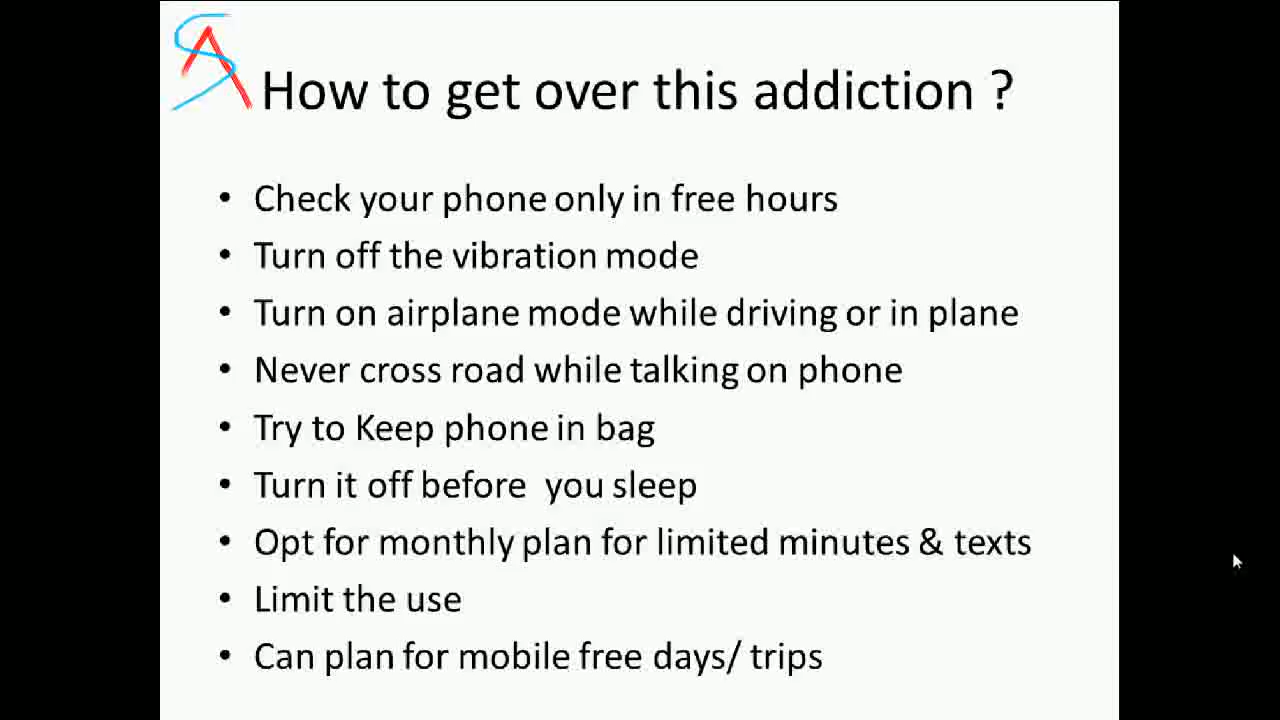 SA
How to get over this addiction ?
• Check your phone only in free hours
• Turn off the vibration mode
• Turn on airplane mode while driving or in plane
• Never cross road while talking on phone
• Try to Keep phone in bag
• Turn it off before  you sleep
• Opt for monthly plan for limited minutes & texts
• Limit the use
• Can plan for mobile free days/ trips